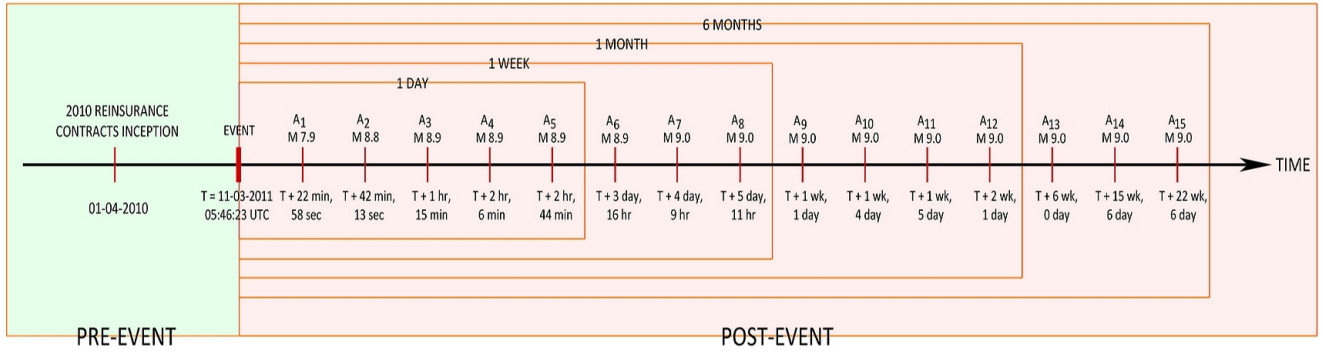 6 MONTHS
1 MONTH
1 WEEK
1 DAY
2010 REINSURANCE
CONTRACTS INCEPTION
01-04-2010
EVENT
T = 11-03-2011
05:46:23 UTC
A1
M 7.9
T + 22 min,
58 sec
A2
M 8.8
T + 42 min,
13 sec
A3
M 8.9
T + 1 hr,
15 min
A4
M 8.9
T + 2 hr,
6 min
A5
M 8.9
T + 2 hr,
44 min
A6
M 8.9
T + 3 day,
16 hr
A7
M 9.0
T + 4 day,
9 hr
A8
M 9.0
T + 5 day,
11 hr
A9
M 9.0
T + 1 wk,
1 day
A10
M 9.0
T + 1 wk,
4 day
A11
M 9.0
T + 1 wk,
5 day
A12
M 9.0
T + 2 wk,
1 day
A13
M 9.0
T + 6 wk,
0 day
A14
M 9.0
T + 15 wk,
6 day
A15
M 9.0
T + 22 wk,
6 day
TIME
PRE-EVENT
POST-EVENT